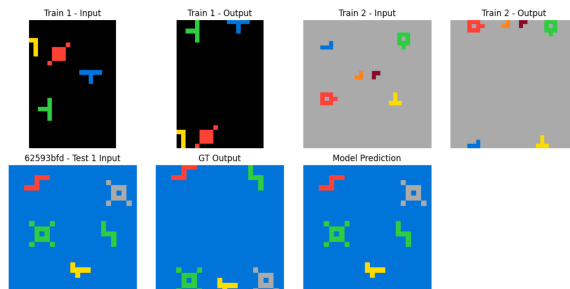 Train 1 - Input
Train 1 - Output
Train 2 - Input
Train 2 - Output
62593bfd - Test 1 Input
GT Output
Model Prediction